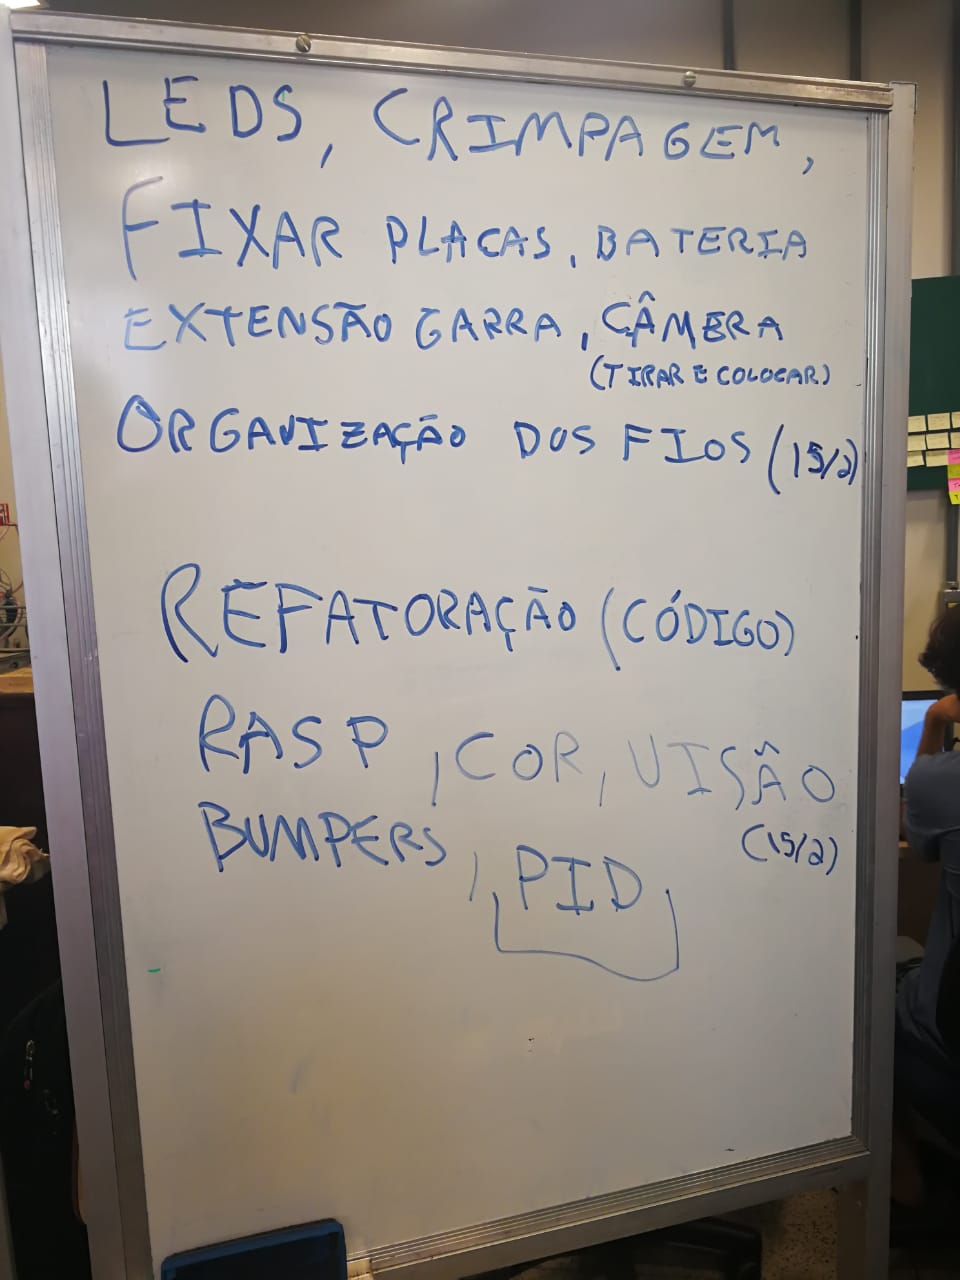 LEDS, CRIMPAGEM,
FIXAR PLACAS, BATERIA
EXTENSÃO GARRA, CÂMERA
(TIRAR E COLOCAR)
ORGANIZAÇÃO DOS FIOS (15/2)
REFATORAÇÃO (CÓDIGO)
RASP, COR, VISÂO
BUMPERS, PID
(15/2)